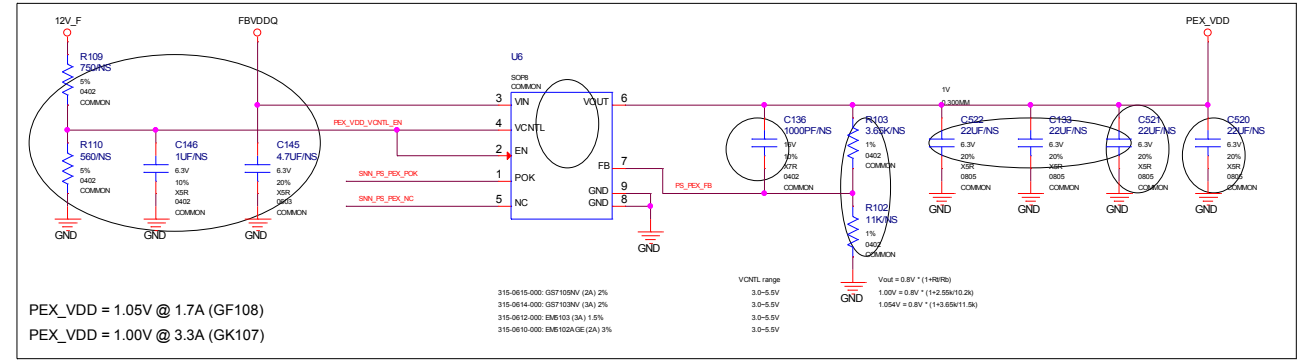 12V_F
FBVDDQ
PEX_VDD
R109
750/NS
5%
0402
COMMON
U6
SOP8
COMMON
3
VIN
VOUT
6
1V
0.300MM
PEX_VDD_VCNTL_EN
4
VCNTL
2
EN
R110
560/NS
5%
0402
COMMON
C146
1UF/NS
6.3V
10%
X5R
0402
COMMON
C145
4.7UF/NS
6.3V
20%
X5R
0603
COMMON
SNN_PS_PEX_POK
1
POK
SNN_PS_PEX_NC
5
NC
FB
7
PS_PEX_FB
GND
9
GND
8
C136
1000PF/NS
16V
10%
X7R
0402
COMMON
R103
3.65K/NS
1%
0402
COMMON
R102
11K/NS
1%
0402
COMMON
C522
22UF/NS
6.3V
20%
X5R
0805
COMMON
C133
22UF/NS
6.3V
20%
X5R
0805
COMMON
C521
22UF/NS
6.3V
20%
X5R
0805
COMMON
C520
22UF/NS
6.3V
20%
X5R
0805
COMMON
GND
GND
GND
GND
GND
GND
GND
GND
GND
VCNTL range
Vout = 0.8V * (1+Rt/Rb)
315-0615-000: GS7105NV (2A) 2%
3.0~5.5V
1.00V = 0.8V * (1+2.55k/10.2k)
315-0614-000: GS7103NV (3A) 2%
3.0~5.5V
1.054V = 0.8V * (1+3.65k/11.5k)
315-0612-000: EM5103 (3A) 1.5%
3.0~5.5V
315-0610-000: EM5102AGE (2A) 3%
3.0~5.5V
PEX_VDD = 1.05V @ 1.7A (GF108)
PEX_VDD = 1.00V @ 3.3A (GK107)